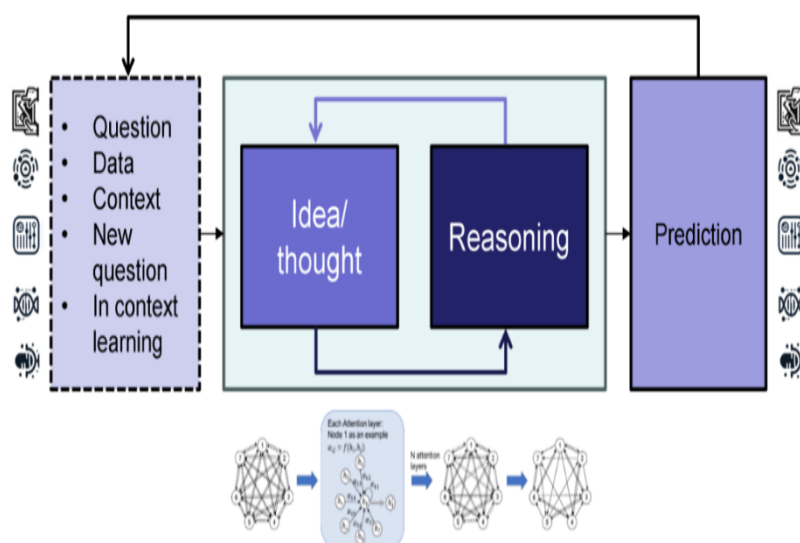 • Question
• Data
• Context
• New
question
• In context
learning
Idea/
thought
Reasoning
Prediction
Each Attention layer:
Node 1 as an example
N attention
layers